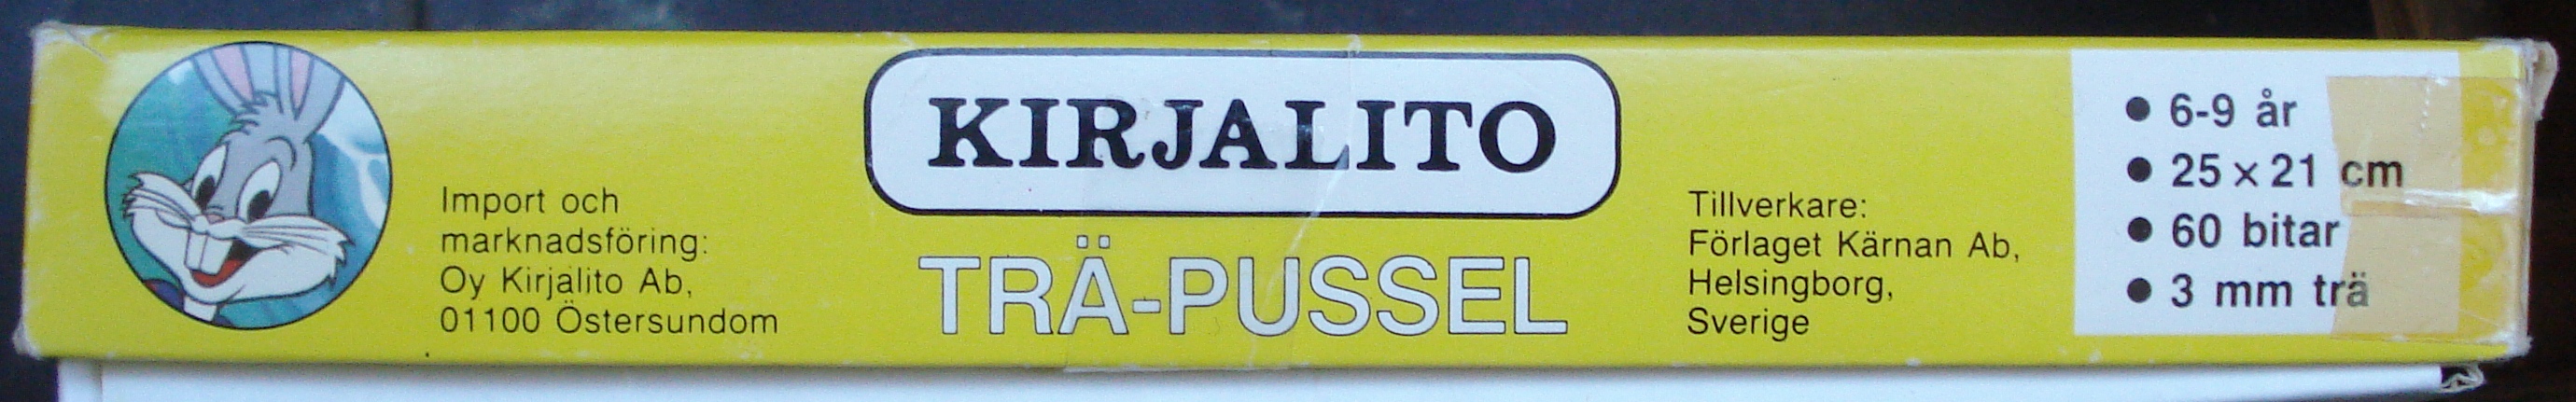 KIRJALITO
TRÄ-PUSSEL
Import och
marknadsföring:
Oy Kirjalito Ab,
01100 Östersundom
Tillverkare:
Förlaget Kärnan Ab,
Helsingborg,
Sverige
● 6-9 år
● 25 x 21 cm
● 60 bitar
● 3 mm trä